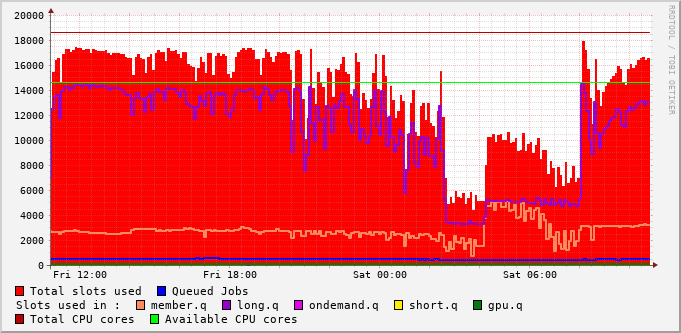 20000
18000
16000
14000
12000
10000
8000
6000
4000
2000
0
Fri 12:00 Fri 18:00 Sat 00:00 Sat 06:00
RRDTOOL / TOBI OETIKER
Total slots used Queued Jobs
Slots used in : member.q long.q ondemand.q short.q gpu.q
Total CPU cores Available CPU cores